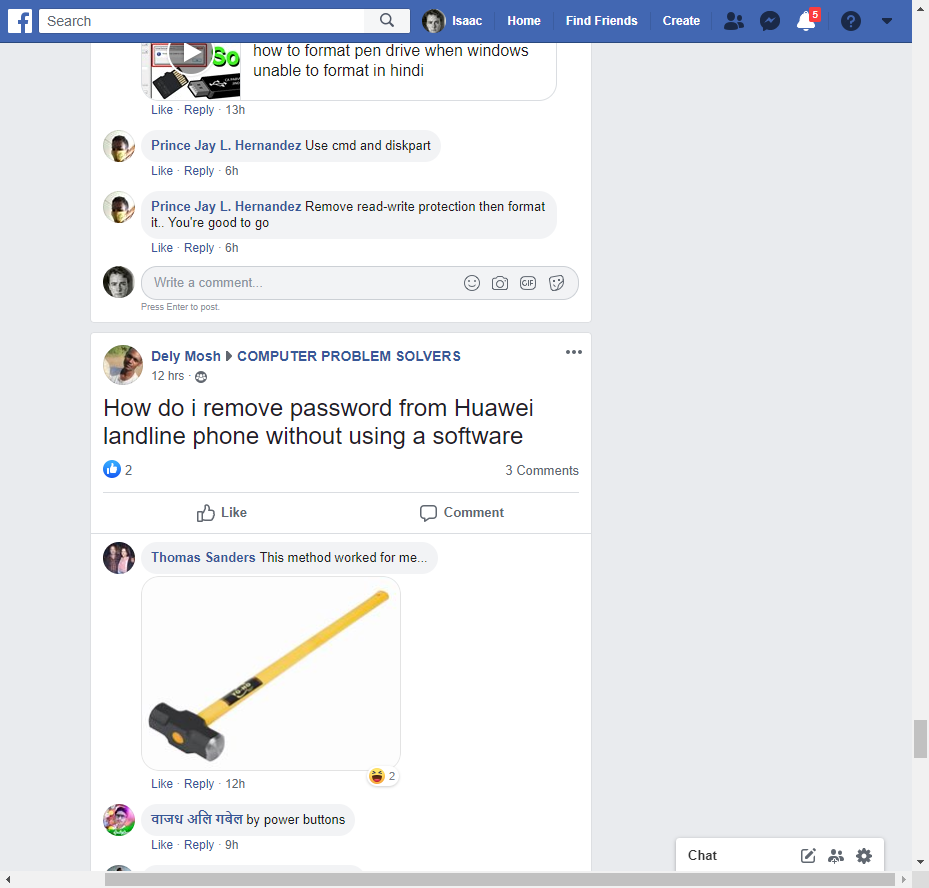 Search
Isaac
Home
Find Friends
Create
5
how to format pen drive when windows
unable to format in hindi
Like · Reply · 13h
Prince Jay L. Hernandez Use cmd and diskpart
Like · Reply · 6h
Prince Jay L. Hernandez Remove read-write protection then format
it.. You're good to go
Like · Reply · 6h
Write a comment...
GIF
Press Enter to post.
Dely Mosh COMPUTER PROBLEM SOLVERS
12 hrs ·
How do i remove password from Huawei
landline phone without using a software
2
3 Comments
Like
Comment
Thomas Sanders This method worked for me...
Like · Reply · 12h
2
वाजध अलि गबेल by power buttons
Like · Reply · 9h
Chat